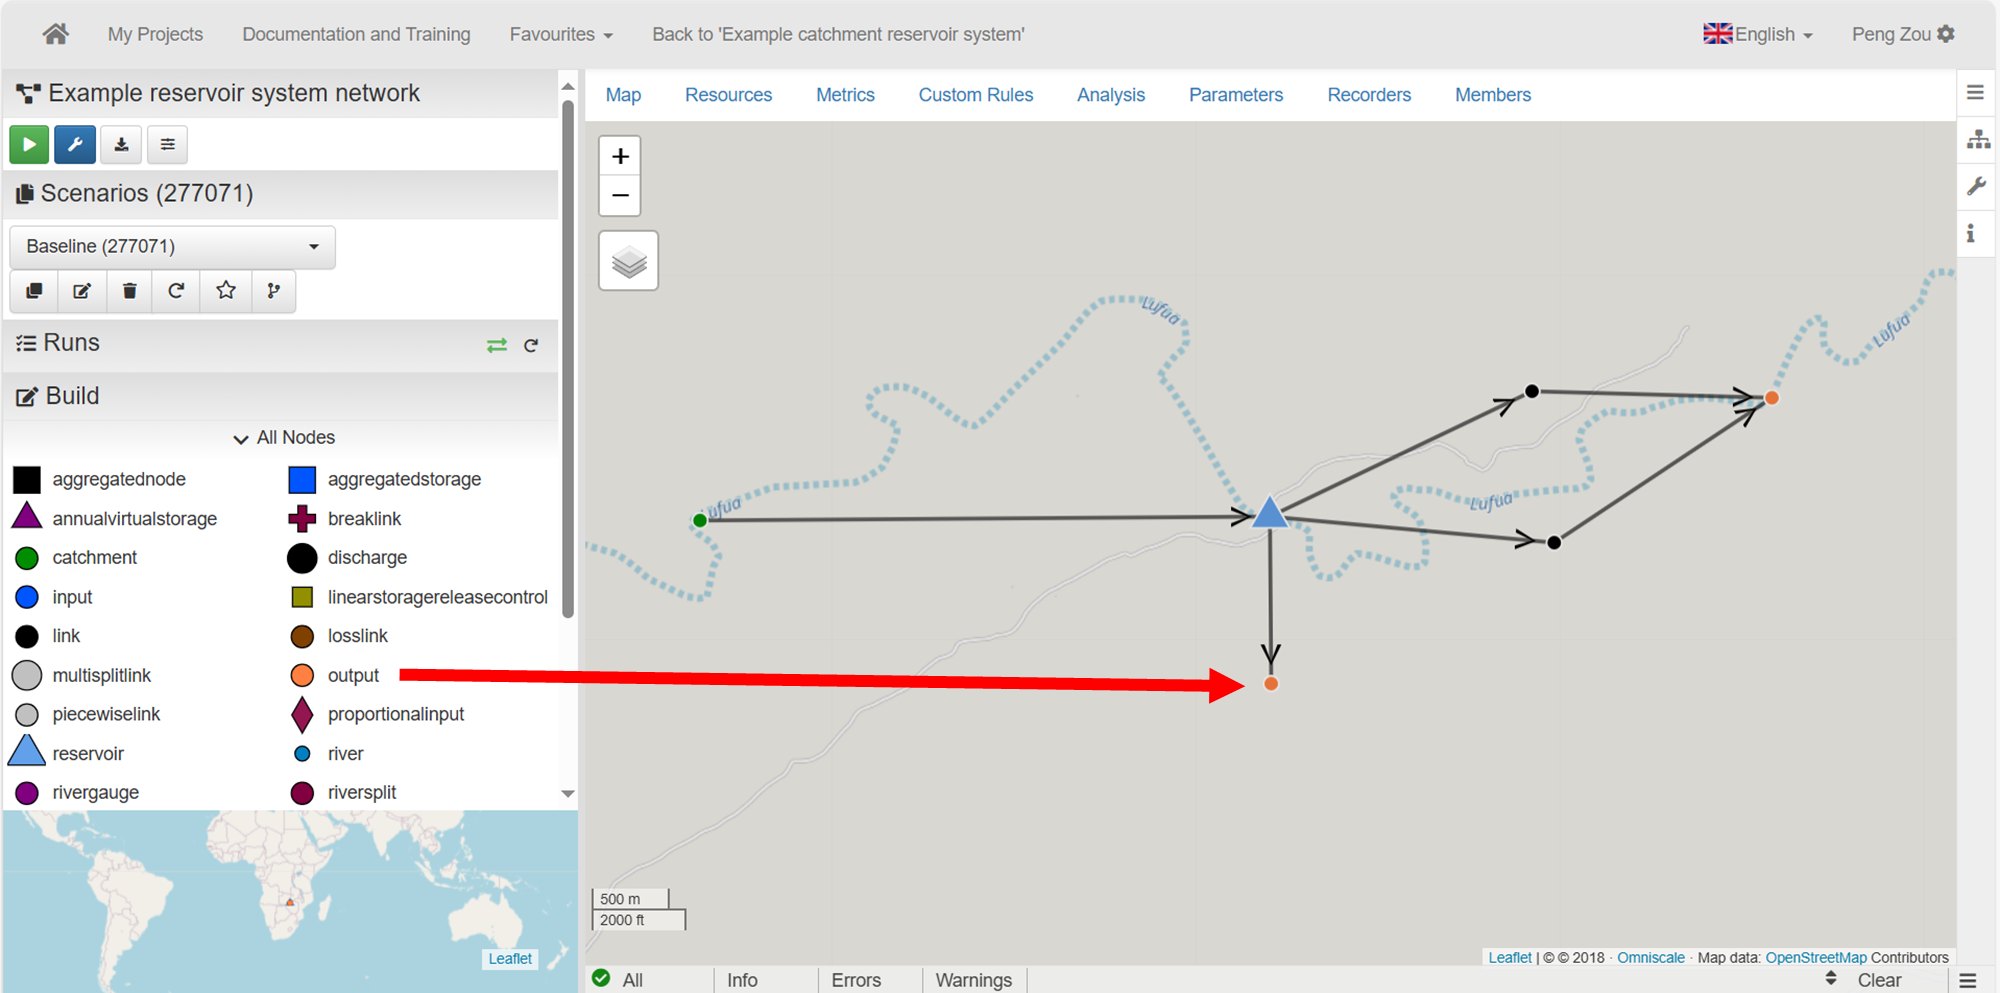 My Projects Documentation and Training Favourites Back to 'Example catchment reservoir system' English Peng Zou
Example reservoir system network
Map Resources Metrics Custom Rules Analysis Parameters Recorders Members
+
−
Scenarios (277071)
Baseline (277071)
Runs
Build
All Nodes
aggregatednode aggregatedstorage
annualvirtualstorage breaklink
catchment discharge
input linearstoragereleasecontrol
link losslink
multisplitlink output
piecewiselink proportionalinput
reservoir river
rivergauge riversplit
Leaflet
Lufua
Lufua
Lufua
Lufua
500 m
2000 ft
Leaflet | © © 2018 · Omniscale · Map data: OpenStreetMap Contributors
All Info Errors Warnings Clear